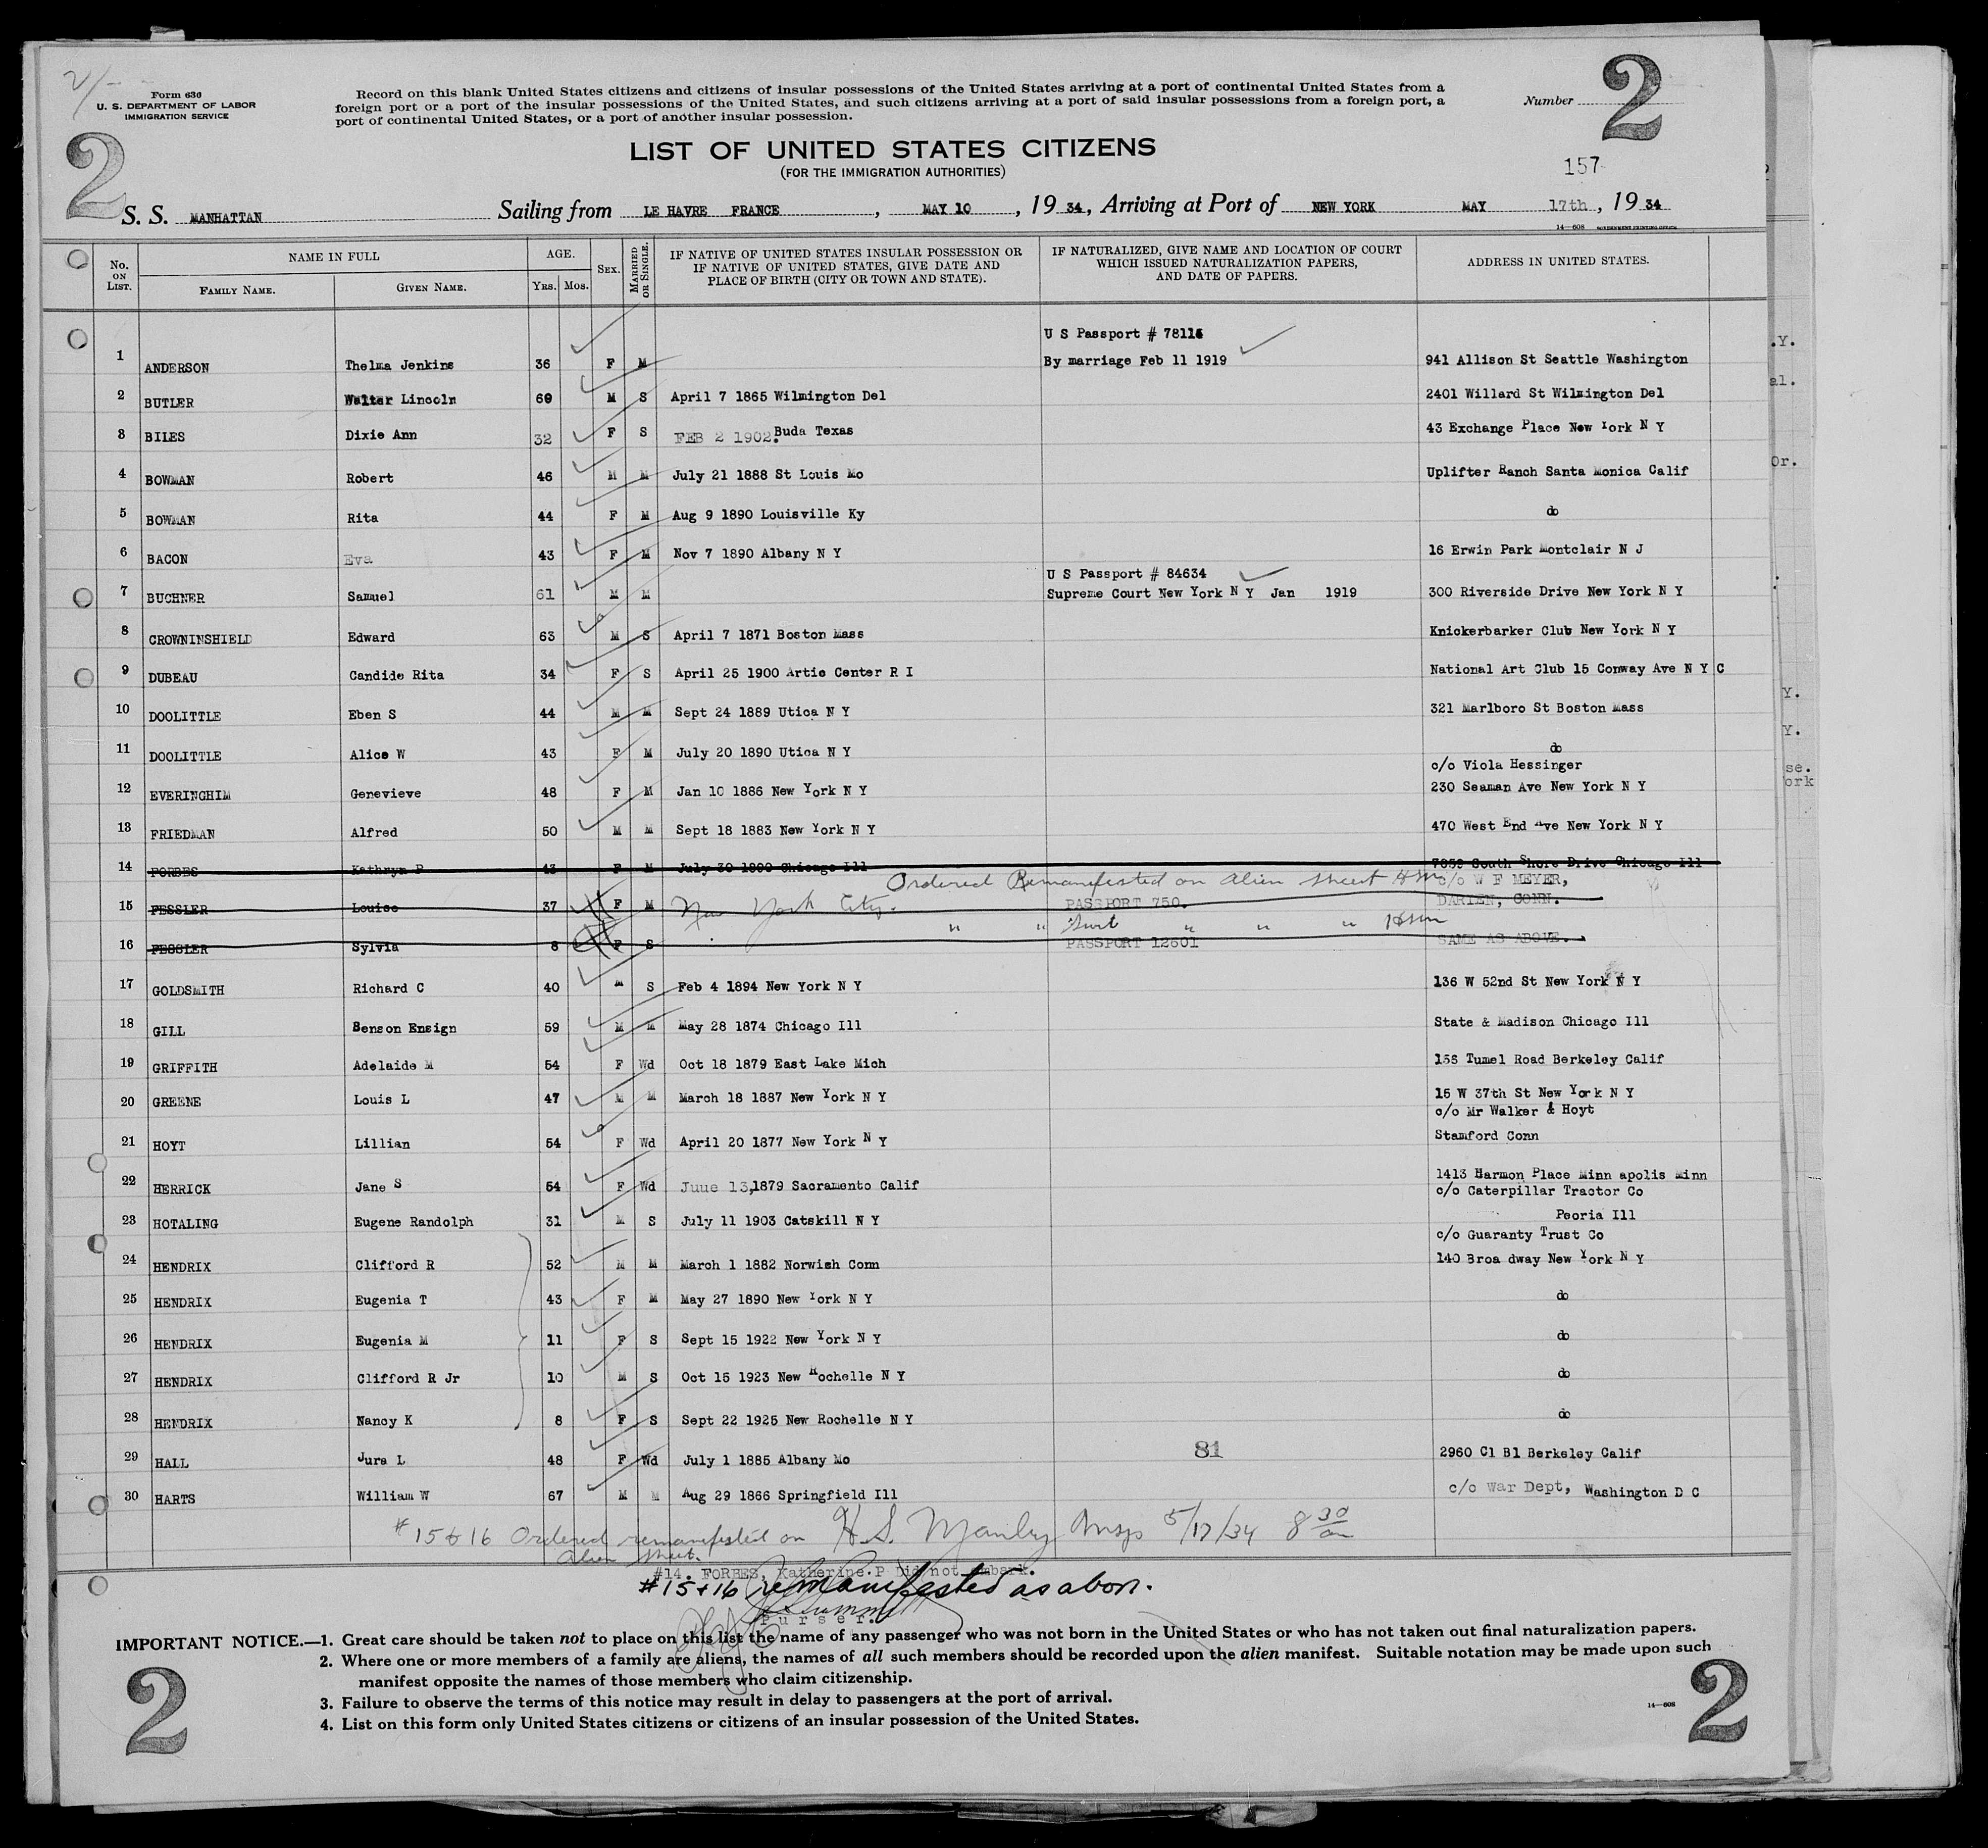 2/-
Form 630
U. S. DEPARTMENT OF LABOR
IMMIGRATION SERVICE
Record on this blank United States citizens and citizens of insular possessions of the United States arriving at a port of continental United States from a
foreign port or a port of the insular possessions of the United States, and such citizens arriving at a port of said insular possessions from a foreign port, a
port of continental United States, or a port of another insular possession.
Number
2
2
LIST OF UNITED STATES CITIZENS
(FOR THE IMMIGRATION AUTHORITIES)
157
S. S. MANHATTAN Sailing from LE HAVRE FRANCE , MAY 10 , 19 34, Arriving at Port of NEW YORK MAY 17th , 19 34
14—608 GOVERNMENT PRINTING OFFICE
No. ON LIST. NAME IN FULL FAMILY NAME. GIVEN NAME. AGE. YRS. MOS. SEX. MARRIED OR SINGLE. IF NATIVE OF UNITED STATES INSULAR POSSESSION OR IF NATIVE OF UNITED STATES, GIVE DATE AND PLACE OF BIRTH (CITY OR TOWN AND STATE). IF NATURALIZED, GIVE NAME AND LOCATION OF COURT WHICH ISSUED NATURALIZATION PAPERS, AND DATE OF PAPERS. ADDRESS IN UNITED STATES.
U S Passport # 78115
1 ANDERSON Thelma Jenkins 36 F M By marriage Feb 11 1919 941 Allison St Seattle Washington
2 BUTLER Walter Lincoln 69 M S April 7 1865 Wilmington Del 2401 Willard St Wilmington Del
3 BILES Dixie Ann 32 F S FEB 2 1902. Buda Texas 43 Exchange Place New York N Y
4 BOWMAN Robert 46 M M July 21 1888 St Louis Mo Uplifter Ranch Santa Monica Calif
5 BOWMAN Rita 44 F M Aug 9 1890 Louisville Ky do
6 BACON Eva 43 F M Nov 7 1890 Albany N Y 16 Erwin Park Montclair N J
U S Passport # 84634
7 BUCHNER Samuel 61 M M Supreme Court New York N Y Jan 1919 300 Riverside Drive New York N Y
8 CROWNINSHIELD Edward 63 M S April 7 1871 Boston Mass Knickerbarker Club New York N Y
9 DUBEAU Candide Rita 34 F S April 25 1900 Artic Center R I National Art Club 15 Conway Ave N Y C
10 DOOLITTLE Eben S 44 M M Sept 24 1889 Utica N Y 321 Marlboro St Boston Mass
11 DOOLITTLE Alice W 43 F M July 20 1890 Utica N Y do
c/o Viola Hessinger
12 EVERINGHIM Genevieve 48 F M Jan 10 1886 New York N Y 230 Seaman Ave New York N Y
13 FRIEDMAN Alfred 50 M M Sept 18 1883 New York N Y 470 West End Ave New York N Y
14 FORBES Kathryn P 43 F M July 30 1890 Chicago Ill 7059 South Shore Drive Chicago Ill
Ordered Remanifested on alien sheet HSM c/o W F MEYER,
15 FESSLER Louise 37 F M New York City. PASSPORT 750. DARIEN, CONN.
" " " " " HSM
16 FESSLER Sylvia 8 F S PASSPORT 12601 SAME AS ABOVE.
17 GOLDSMITH Richard C 40 M S Feb 4 1894 New York N Y 136 W 52nd St New York N Y
18 GILL Benson Ensign 59 M M May 28 1874 Chicago Ill State & Madison Chicago Ill
19 GRIFFITH Adelaide M 54 F Wd Oct 18 1879 East Lake Mich 155 Tumel Road Berkeley Calif
20 GREENE Louis L 47 M M March 18 1887 New York N Y 15 W 37th St New York N Y
c/o Mr Walker & Hoyt
21 HOYT Lillian 54 F Wd April 20 1877 New York N Y Stamford Conn
22 HERRICK Jane S 54 F Wd Juue 13,1879 Sacramento Calif 1413 Harmon Place Minn apolis Minn
c/o Caterpillar Tractor Co
23 HOTALING Eugene Randolph 31 M S July 11 1903 Catskill N Y Peoria Ill
c/o Guaranty Trust Co
24 HENDRIX Clifford R 52 M M March 1 1882 Norwish Conn 140 Broa dway New York N Y
25 HENDRIX Eugenia T 43 F M May 27 1890 New York N Y do
26 HENDRIX Eugenia M 11 F S Sept 15 1922 New York N Y do
27 HENDRIX Clifford R Jr 10 M S Oct 15 1923 New Rochelle N Y do
28 HENDRIX Nancy K 8 F S Sept 22 1925 New Rochelle N Y do
81
29 HALL Jura L 48 F Wd July 1 1885 Albany Mo 2960 Cl Bl Berkeley Calif
30 HARTS William W 67 M M Aug 29 1866 Springfield Ill c/o War Dept, Washington D C
#15 & 16 Ordered remanifested on H.S. Manley Insp 5/17/34 8 30 am
alien sheet.
#14. FORBES, Katherine.P Did not embark.
#15 + 16 remanifested as above.
Purser.
IMPORTANT NOTICE.—1. Great care should be taken not to place on this list the name of any passenger who was not born in the United States or who has not taken out final naturalization papers.
2. Where one or more members of a family are aliens, the names of all such members should be recorded upon the alien manifest. Suitable notation may be made upon such
manifest opposite the names of those members who claim citizenship.
3. Failure to observe the terms of this notice may result in delay to passengers at the port of arrival.
4. List on this form only United States citizens or citizens of an insular possession of the United States.
14—608
2
2
.Y.
al.
Or.
Y.
Y.
se.
ork